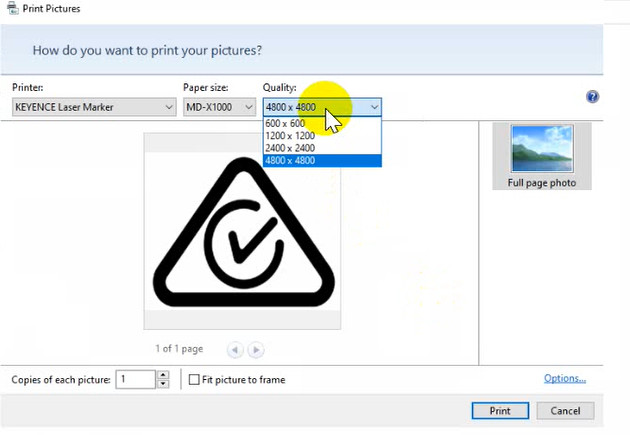 Print Pictures
How do you want to print your pictures?
Printer:
Paper size:
Quality:
KEYENCE Laser Marker
MD-X1000
4800 x 4800
600 x 600
1200 x 1200
2400 x 2400
4800 x 4800
Full page photo
1 of 1 page
Copies of each picture:
1
Fit picture to frame
Options...
Print
Cancel